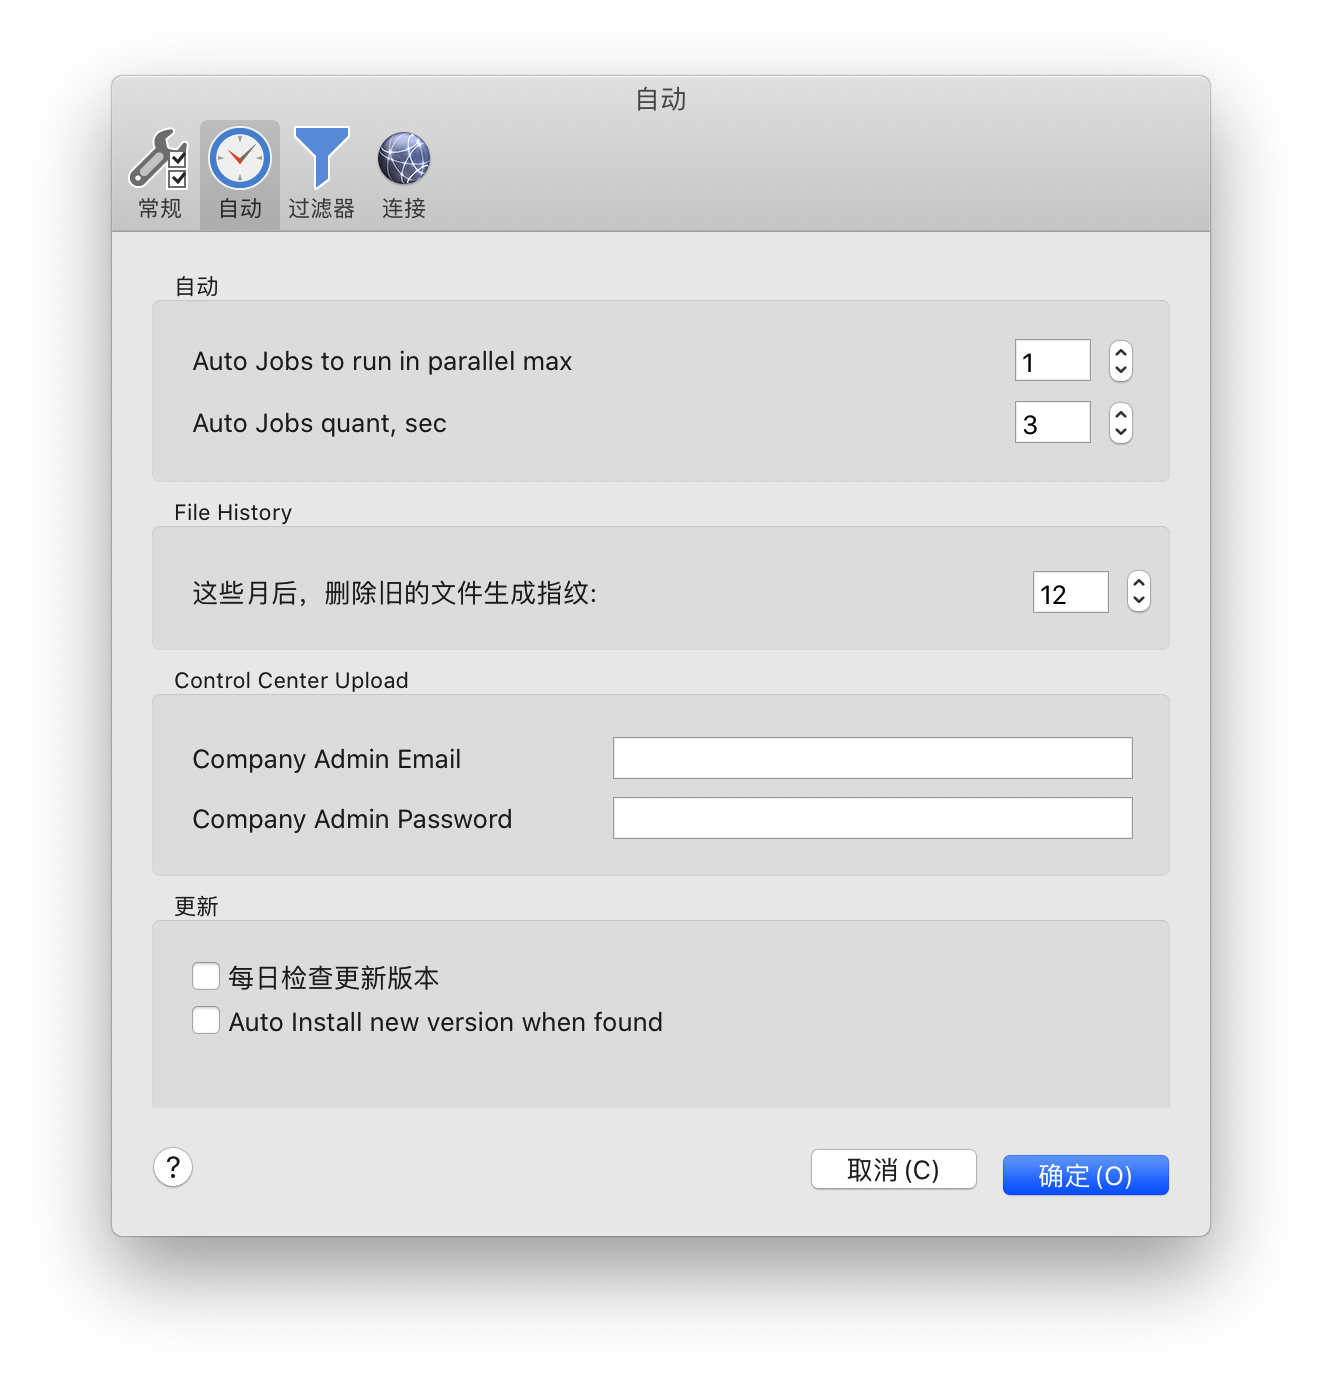 自动
常规
自动
过滤器
连接
自动
Auto Jobs to run in parallel max
1
Auto Jobs quant, sec
3
File History
这些月后，删除旧的文件生成指纹:
12
Control Center Upload
Company Admin Email
Company Admin Password
更新
每日检查更新版本
Auto Install new version when found
?
取消 (C)
确定 (O)